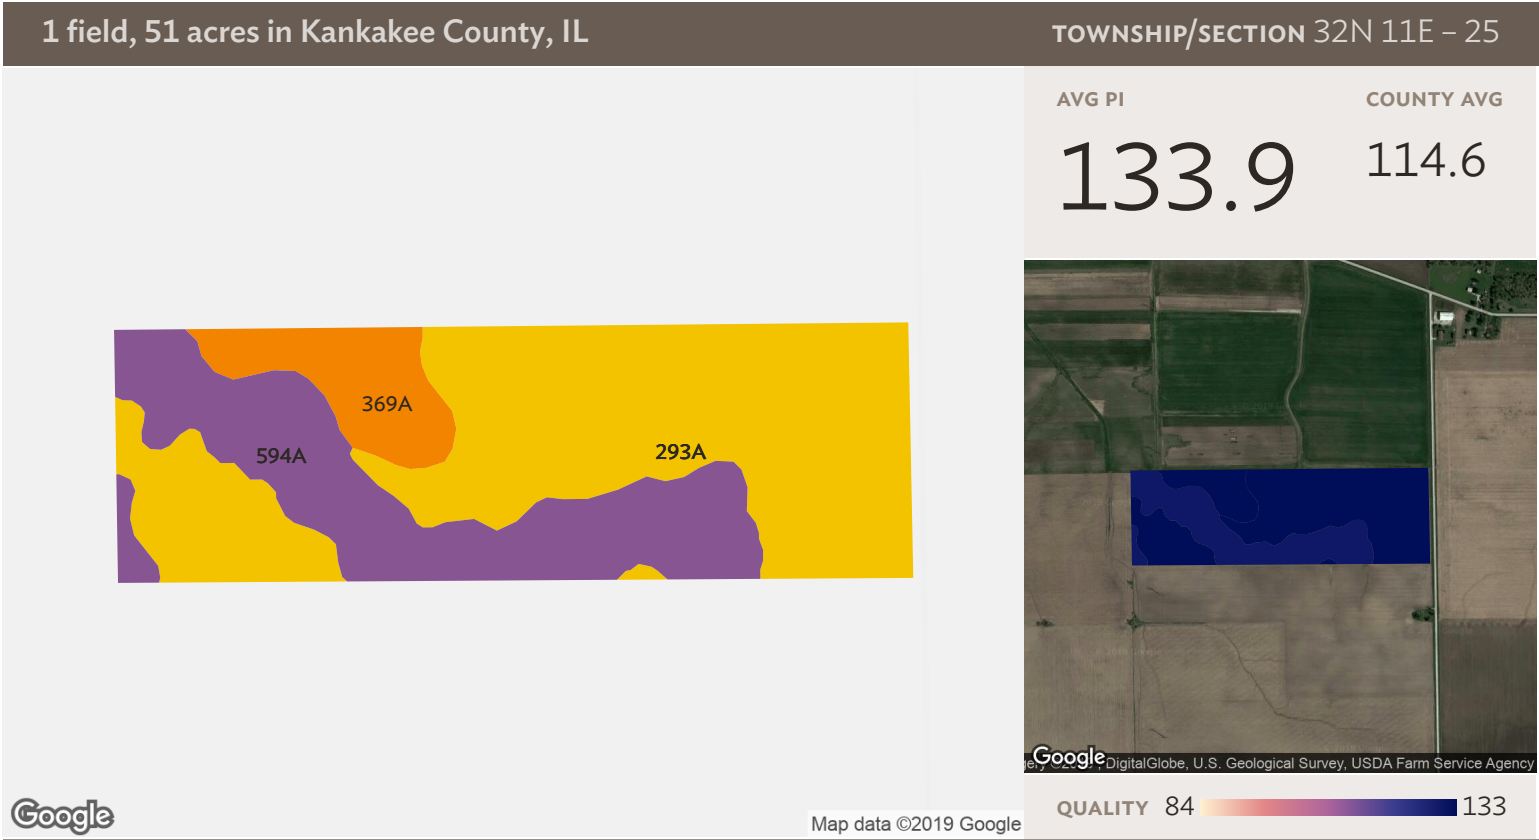 1 field, 51 acres in Kankakee County, IL
TOWNSHIP/SECTION 32N 11E – 25
AVG PI
COUNTY AVG
133.9
114.6
369A
594A
293A
Google
Map data ©2019 Google
Google
DigitalGlobe, U.S. Geological Survey, USDA Farm Service Agency
QUALITY 84 133